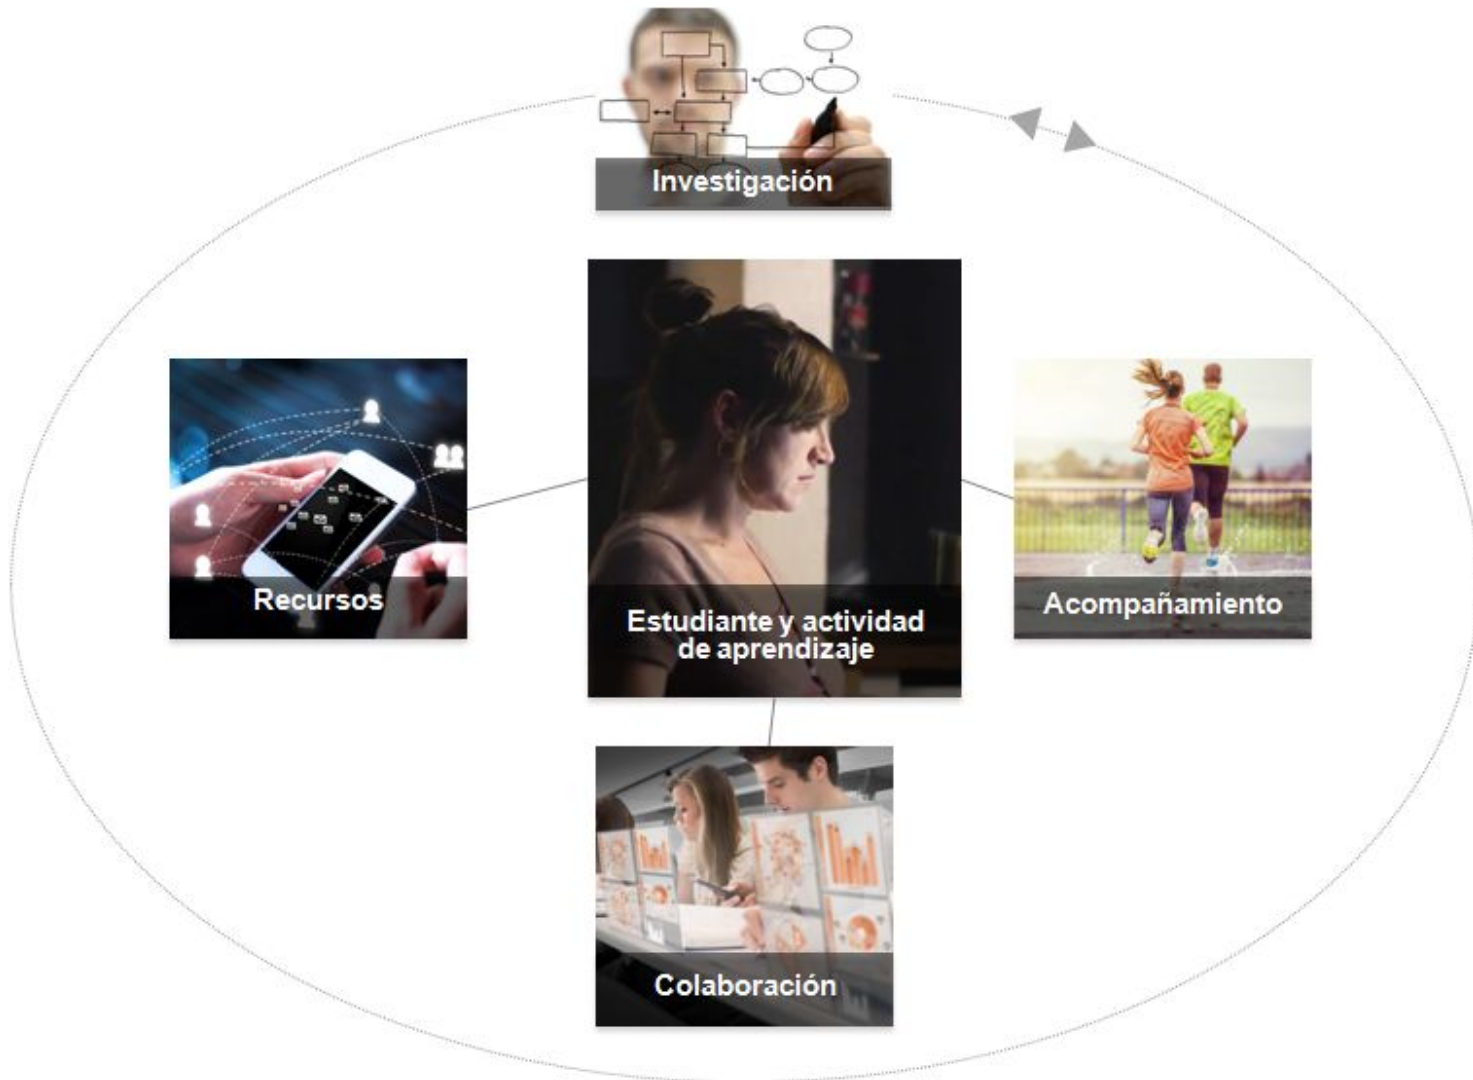 Investigación
Recursos
Estudiante y actividad
de aprendizaje
Acompañamiento
Colaboración